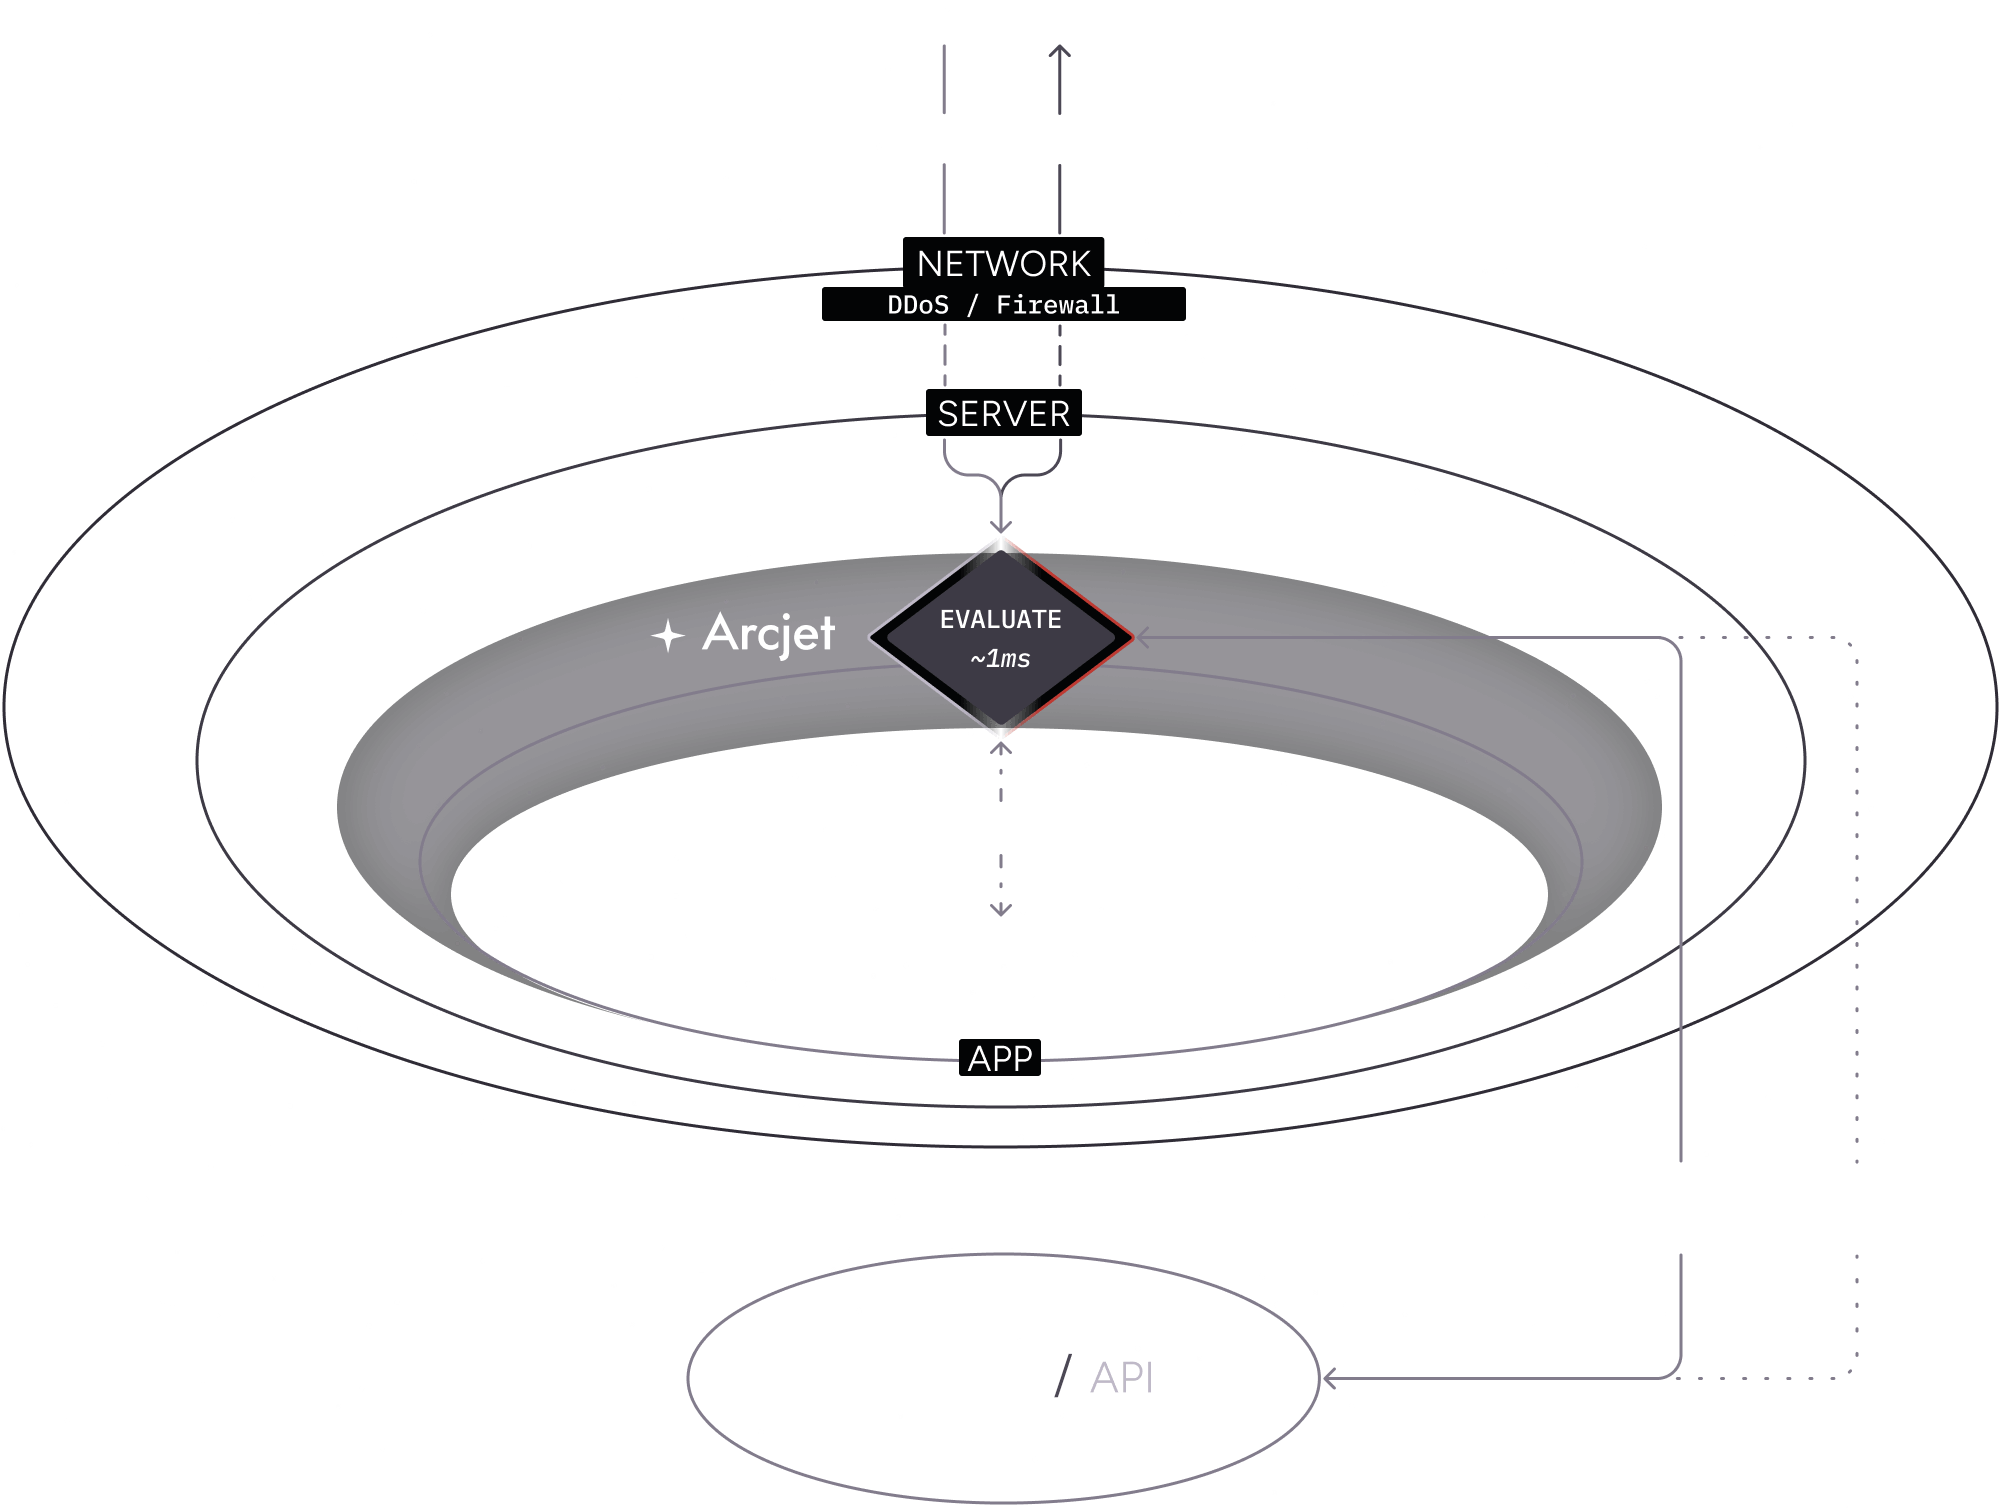 NETWORK
DDoS / Firewall
SERVER
Arcjet
EVALUATE
~1ms
APP
/ API